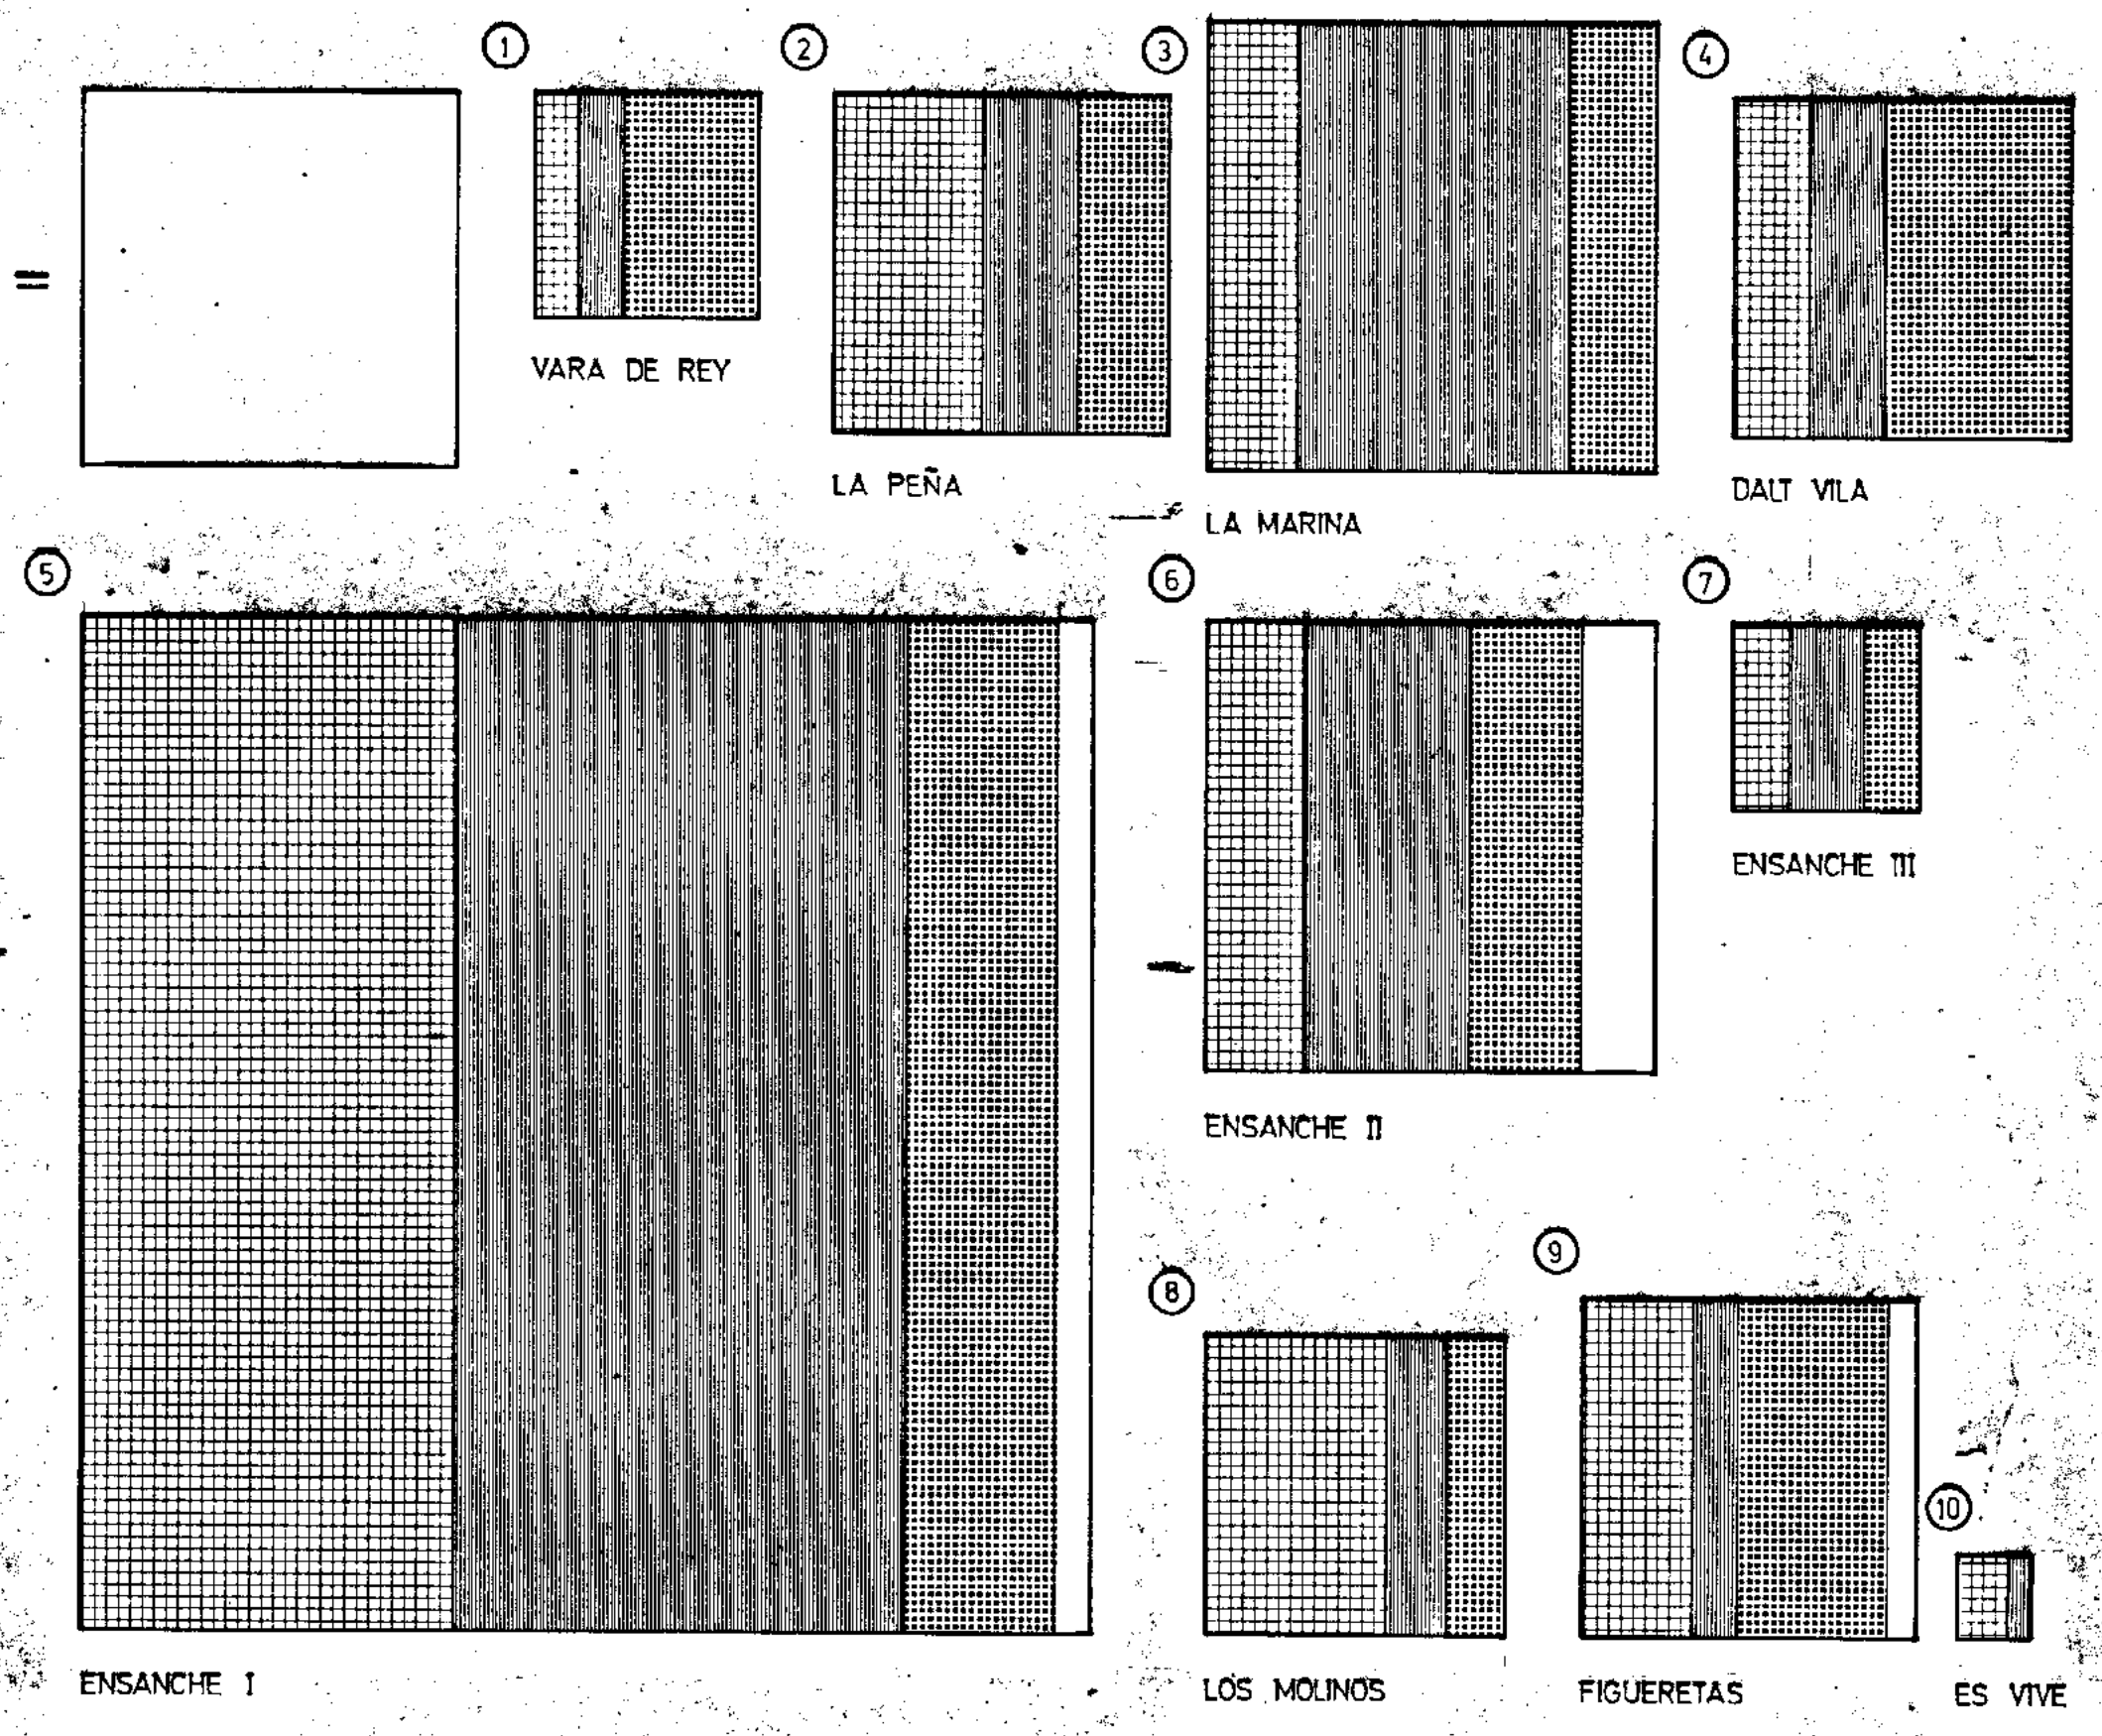 1
VARA DE REY
2
LA PEÑA
3
LA MARINA
4
DALT VILA
=
5
ENSANCHE I
6
ENSANCHE II
7
ENSANCHE III
8
LOS MOLINOS
9
FIGUERETAS
10
ES VIVE